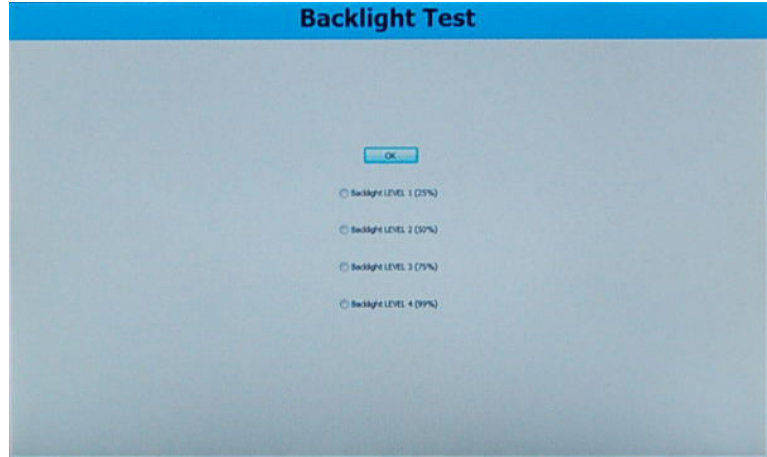 Backlight Test
OK
Backlight LEVEL 1 (25%)
Backlight LEVEL 2 (50%)
Backlight LEVEL 3 (75%)
Backlight LEVEL 4 (99%)